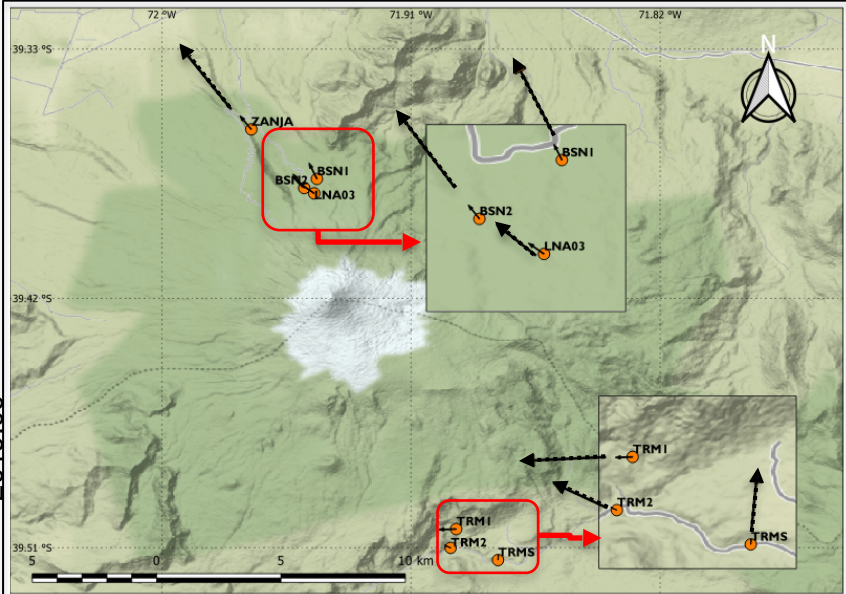 72 °W
71.91 °W
71.82 °W
39.33 °S
N
ZANJA
BSN1
BSN2
LNA03
BSN1
BSN2
LNA03
39.42 °S
TRM1
TRM2
TRMS
TRM1
TRM2
TRMS
39.51 °S
5 0 5 10 km